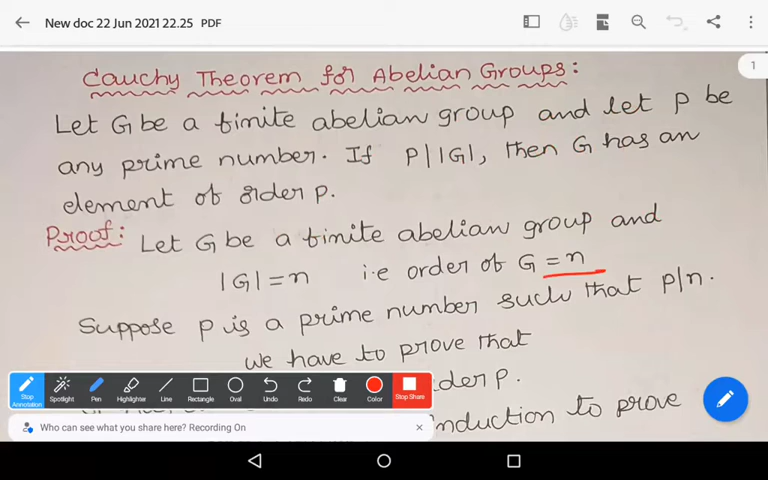 New doc 22 Jun 2021 22.25 PDF
1
Cauchy Theorem for Abelian Groups:
Let G be a finite abelian group and let P be
any prime number. If P||G|, then G has an
element of order p.
Proof: Let G be a finite abelian group and
|G|=n i.e order of G = n
Suppose p is a prime number such that p|n.
we have to prove that
order p.
induction to prove
Stop Annotation
Spotlight
Pen
Highlighter
Line
Rectangle
Oval
Undo
Redo
Clear
Color
Stop Share
Who can see what you share here? Recording On